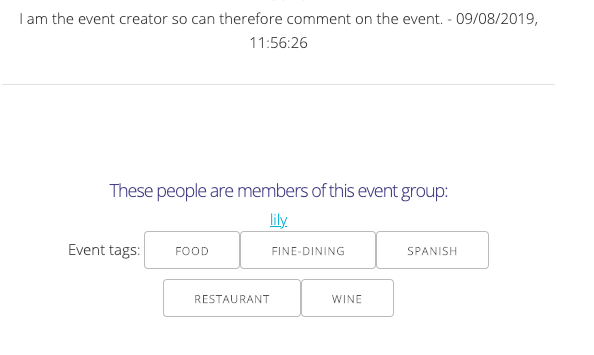 I am the event creator so can therefore comment on the event. - 09/08/2019,
11:56:26
These people are members of this event group:
lily
Event tags: FOOD FINE-DINING SPANISH
RESTAURANT WINE